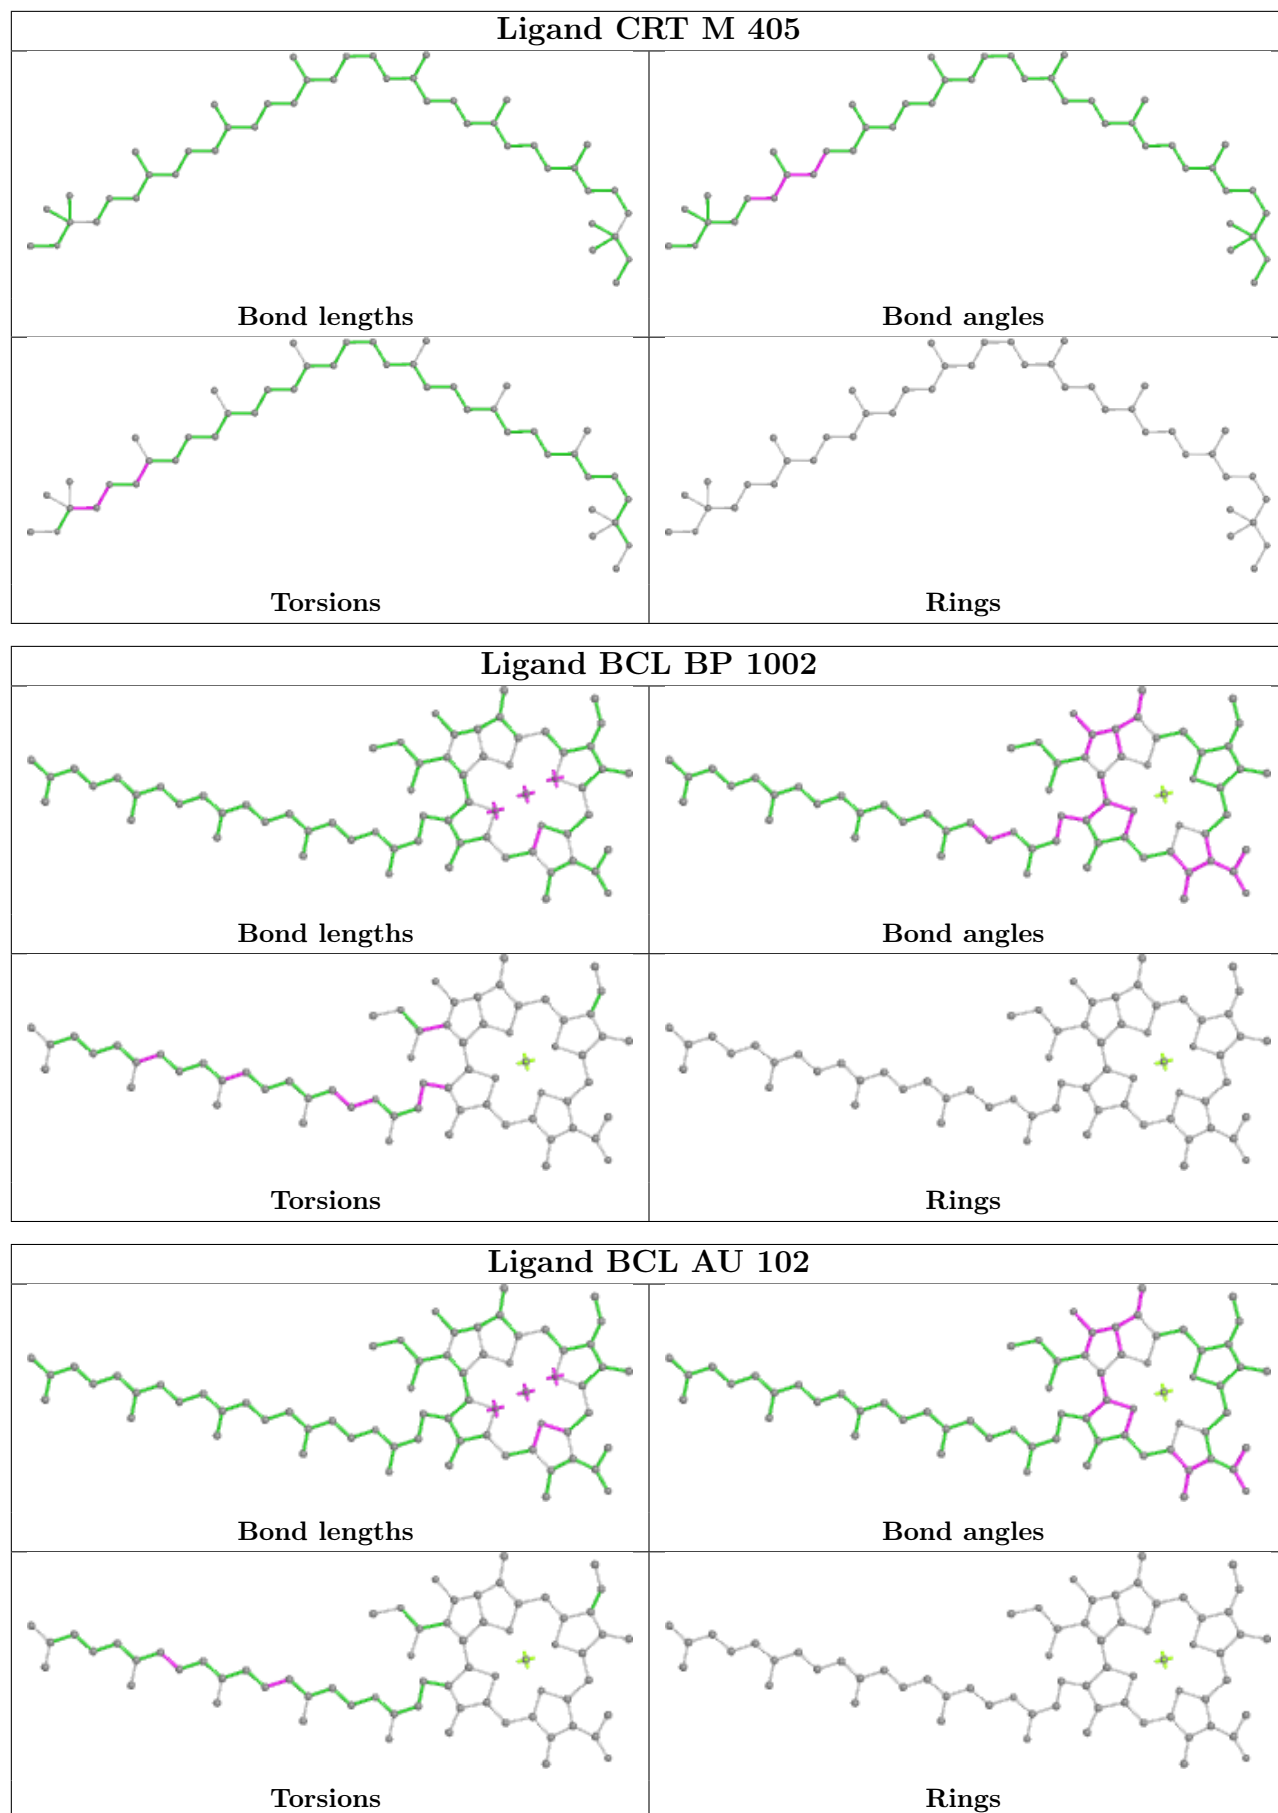 Ligand CRT M 405
Bond lengths
Bond angles
Torsions
Rings
Ligand BCL BP 1002
Bond lengths
Bond angles
Torsions
Rings
Ligand BCL AU 102
Bond lengths
Bond angles
Torsions
Rings